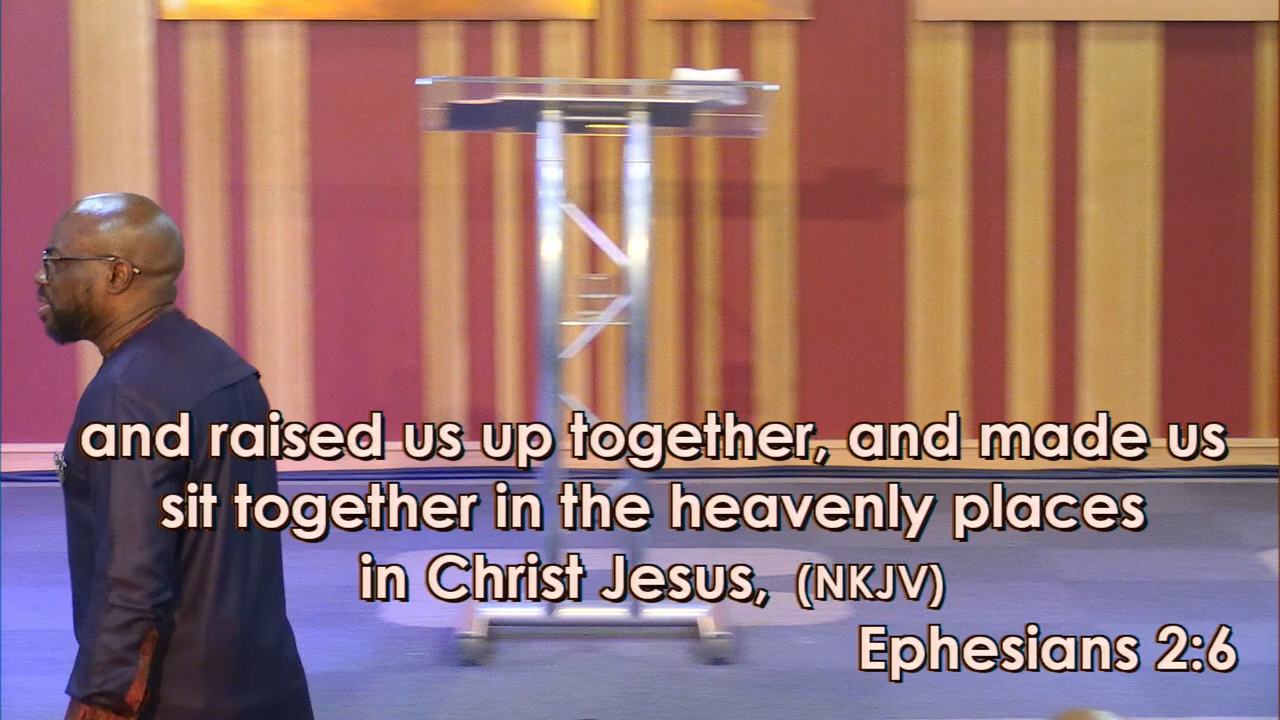 and raised us up together, and made us
sit together in the heavenly places
in Christ Jesus, (NKJV)
Ephesians 2:6